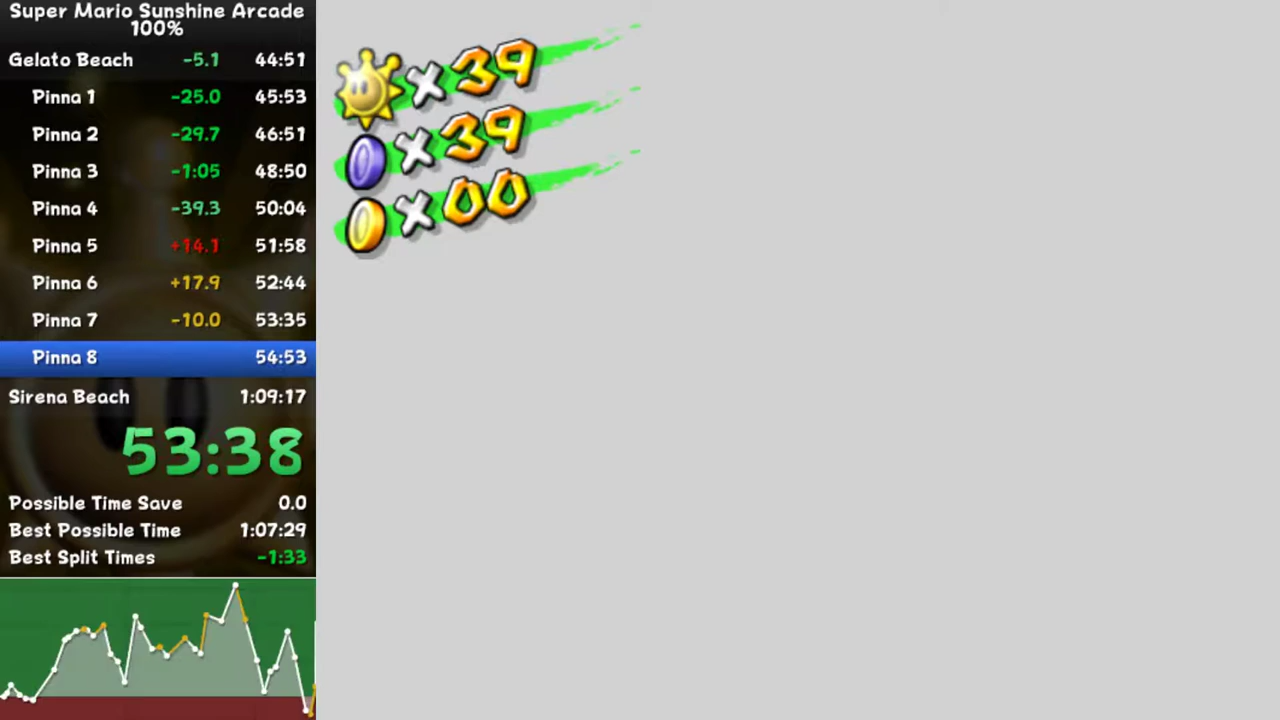 Super Mario Sunshine Arcade
100%
Gelato Beach -5.1 44:51
Pinna 1 -25.0 45:53
Pinna 2 -29.7 46:51
Pinna 3 -1:05 48:50
Pinna 4 -39.3 50:04
Pinna 5 +14.1 51:58
Pinna 6 +17.9 52:44
Pinna 7 -10.0 53:35
Pinna 8 54:53
Sirena Beach 1:09:17
53:38
Possible Time Save 0.0
Best Possible Time 1:07:29
Best Split Times -1:33
×39
×39
×00